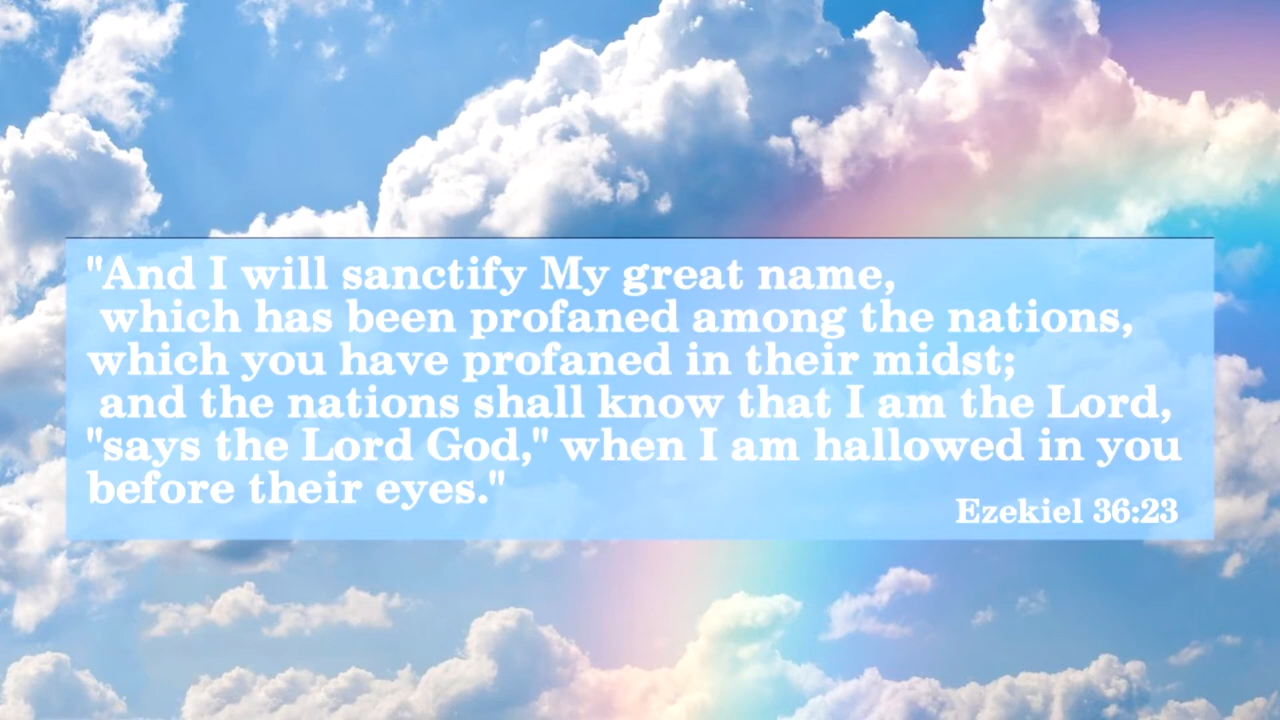 "And I will sanctify My great name,
which has been profaned among the nations,
which you have profaned in their midst;
and the nations shall know that I am the Lord,
"says the Lord God," when I am hallowed in you
before their eyes."
Ezekiel 36:23